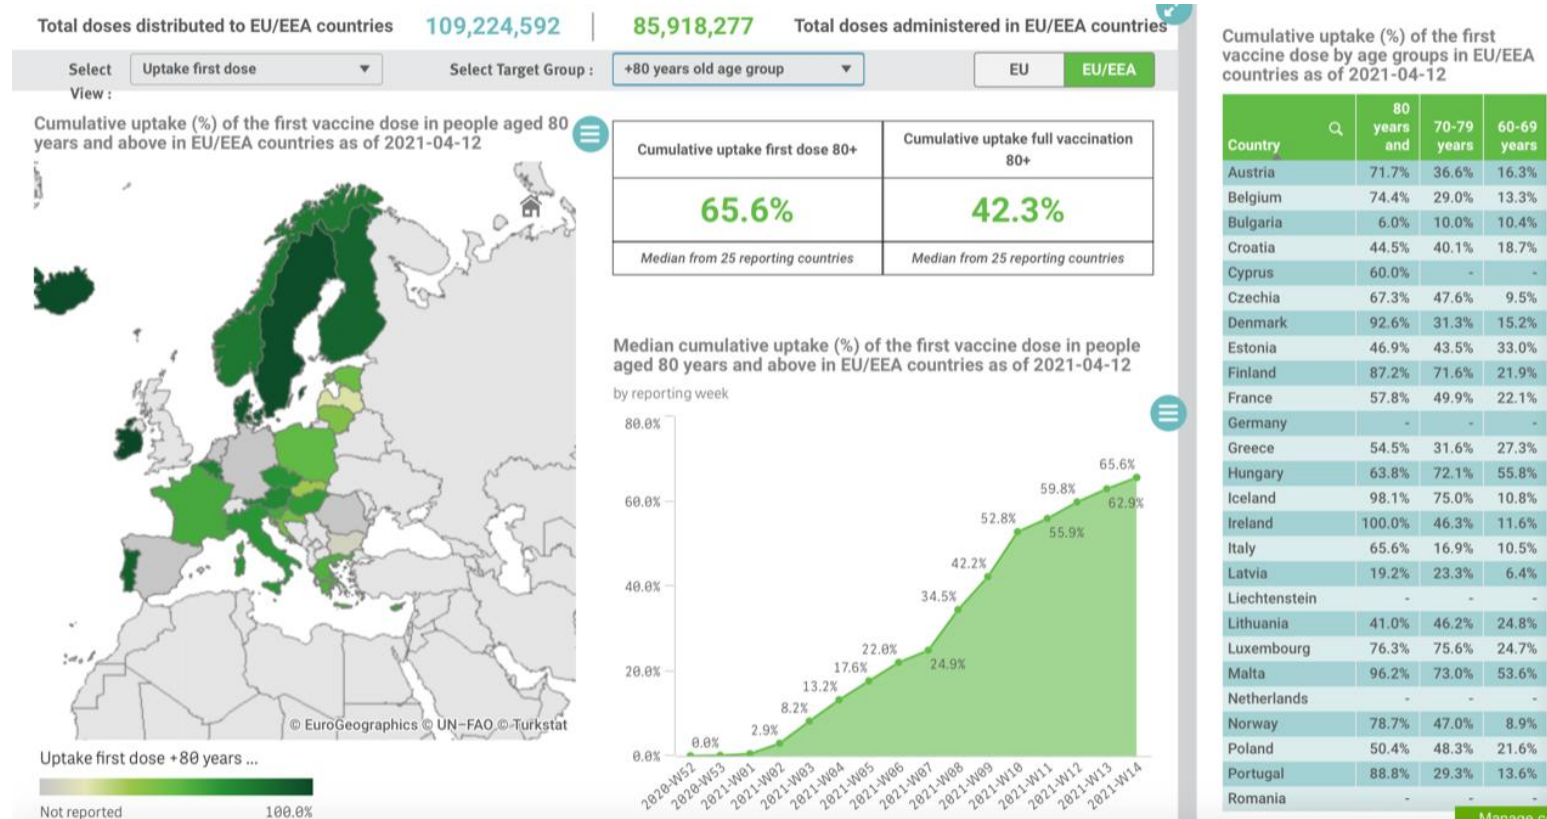 Total doses distributed to EU/EEA countries 109,224,592 | 85,918,277 Total doses administered in EU/EEA countries
Select View : Uptake first dose Select Target Group : +80 years old age group EU EU/EEA
Cumulative uptake (%) of the first vaccine dose in people aged 80
years and above in EU/EEA countries as of 2021-04-12
© EuroGeographics © UN-FAO © Turkstat
Uptake first dose +80 years ...
Not reported 100.0%
Cumulative uptake first dose 80+
Cumulative uptake full vaccination
80+
65.6% 42.3%
Median from 25 reporting countries Median from 25 reporting countries
Median cumulative uptake (%) of the first vaccine dose in people
aged 80 years and above in EU/EEA countries as of 2021-04-12
by reporting week
80.0%
60.0%
40.0%
20.0%
0.0%
0.0%
2.9%
8.2%
13.2%
17.6%
22.0%
24.9%
34.5%
42.2%
52.8%
55.9%
59.8%
62.9%
65.6%
2020-W52
2020-W53
2021-W01
2021-W02
2021-W03
2021-W04
2021-W05
2021-W06
2021-W07
2021-W08
2021-W09
2021-W10
2021-W11
2021-W12
2021-W13
2021-W14
Cumulative uptake (%) of the first
vaccine dose by age groups in EU/EEA
countries as of 2021-04-12
Country 80 years and 70-79 years 60-69 years
Austria 71.7% 36.6% 16.3%
Belgium 74.4% 29.0% 13.3%
Bulgaria 6.0% 10.0% 10.4%
Croatia 44.5% 40.1% 18.7%
Cyprus 60.0% - -
Czechia 67.3% 47.6% 9.5%
Denmark 92.6% 31.3% 15.2%
Estonia 46.9% 43.5% 33.0%
Finland 87.2% 71.6% 21.9%
France 57.8% 49.9% 22.1%
Germany - - -
Greece 54.5% 31.6% 27.3%
Hungary 63.8% 72.1% 55.8%
Iceland 98.1% 75.0% 10.8%
Ireland 100.0% 46.3% 11.6%
Italy 65.6% 16.9% 10.5%
Latvia 19.2% 23.3% 6.4%
Liechtenstein - - -
Lithuania 41.0% 46.2% 24.8%
Luxembourg 76.3% 75.6% 24.7%
Malta 96.2% 73.0% 53.6%
Netherlands - - -
Norway 78.7% 47.0% 8.9%
Poland 50.4% 48.3% 21.6%
Portugal 88.8% 29.3% 13.6%
Romania - - -